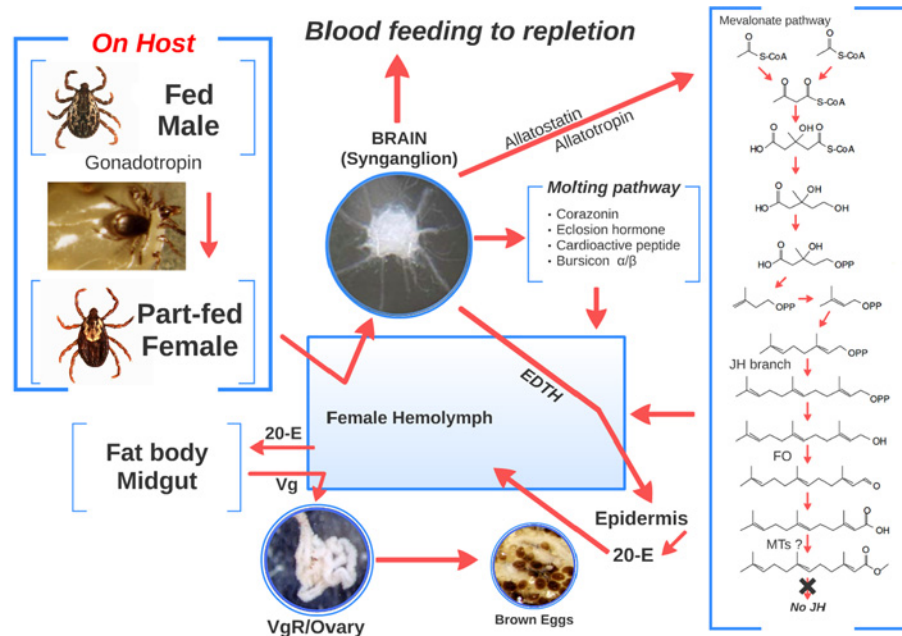 On Host
Fed
Male
Gonadotropin
Part-fed
Female
Blood feeding to repletion
BRAIN
(Synganglion)
Allatostatin
Allatotropin
Molting pathway
· Corazonin
· Eclosion hormone
· Cardioactive peptide
· Bursicon α/β
EDTH
Female Hemolymph
20-E
Fat body
Midgut
Vg
Epidermis
20-E
VgR/Ovary
Brown Eggs
Mevalonate pathway
O
O
S-CoA
S-CoA
O
O
S-CoA
O
OH
O
HO
S-CoA
O
OH
HO
OH
O
OH
HO
OPP
OPP
OPP
OPP
JH branch
OPP
OH
FO
O
O
OH
MTs ?
O
O
No JH